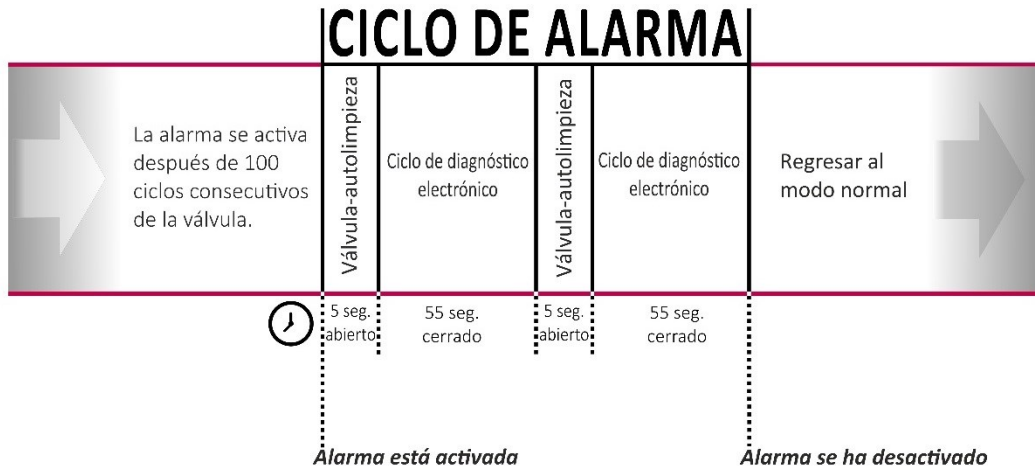 CICLO DE ALARMA
La alarma se activa
después de 100
ciclos consecutivos
de la válvula.
Válvula-autolimpieza
Ciclo de diagnóstico
electrónico
Válvula-autolimpieza
Ciclo de diagnóstico
electrónico
Regresar al
modo normal
5 seg.
abierto
55 seg.
cerrado
5 seg.
abierto
55 seg.
cerrado
Alarma está activada
Alarma se ha desactivado